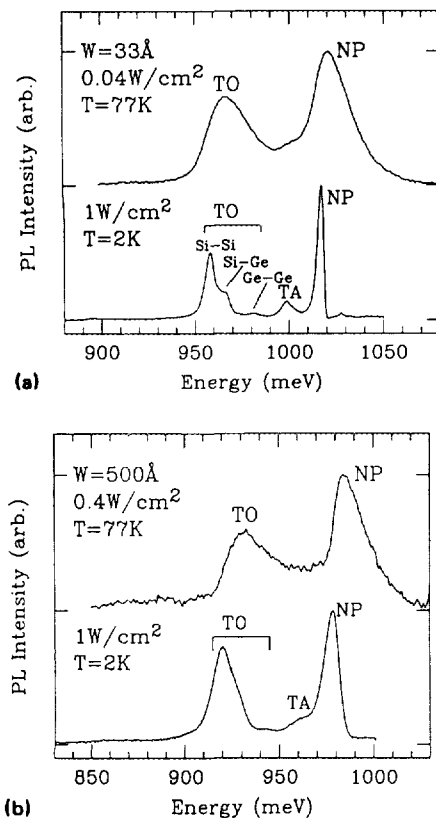 W=33Å
0.04W/cm²
T=77K
TO
NP
1W/cm²
T=2K
TO
NP
Si-Si
Si-Ge
Ge-Ge
TA
PL Intensity (arb.)
900 950 1000 1050
(a)
Energy (meV)
W=500Å
0.4W/cm²
T=77K
TO
NP
1W/cm²
T=2K
TO
NP
TA
PL Intensity (arb.)
850 900 950 1000
(b)
Energy (meV)